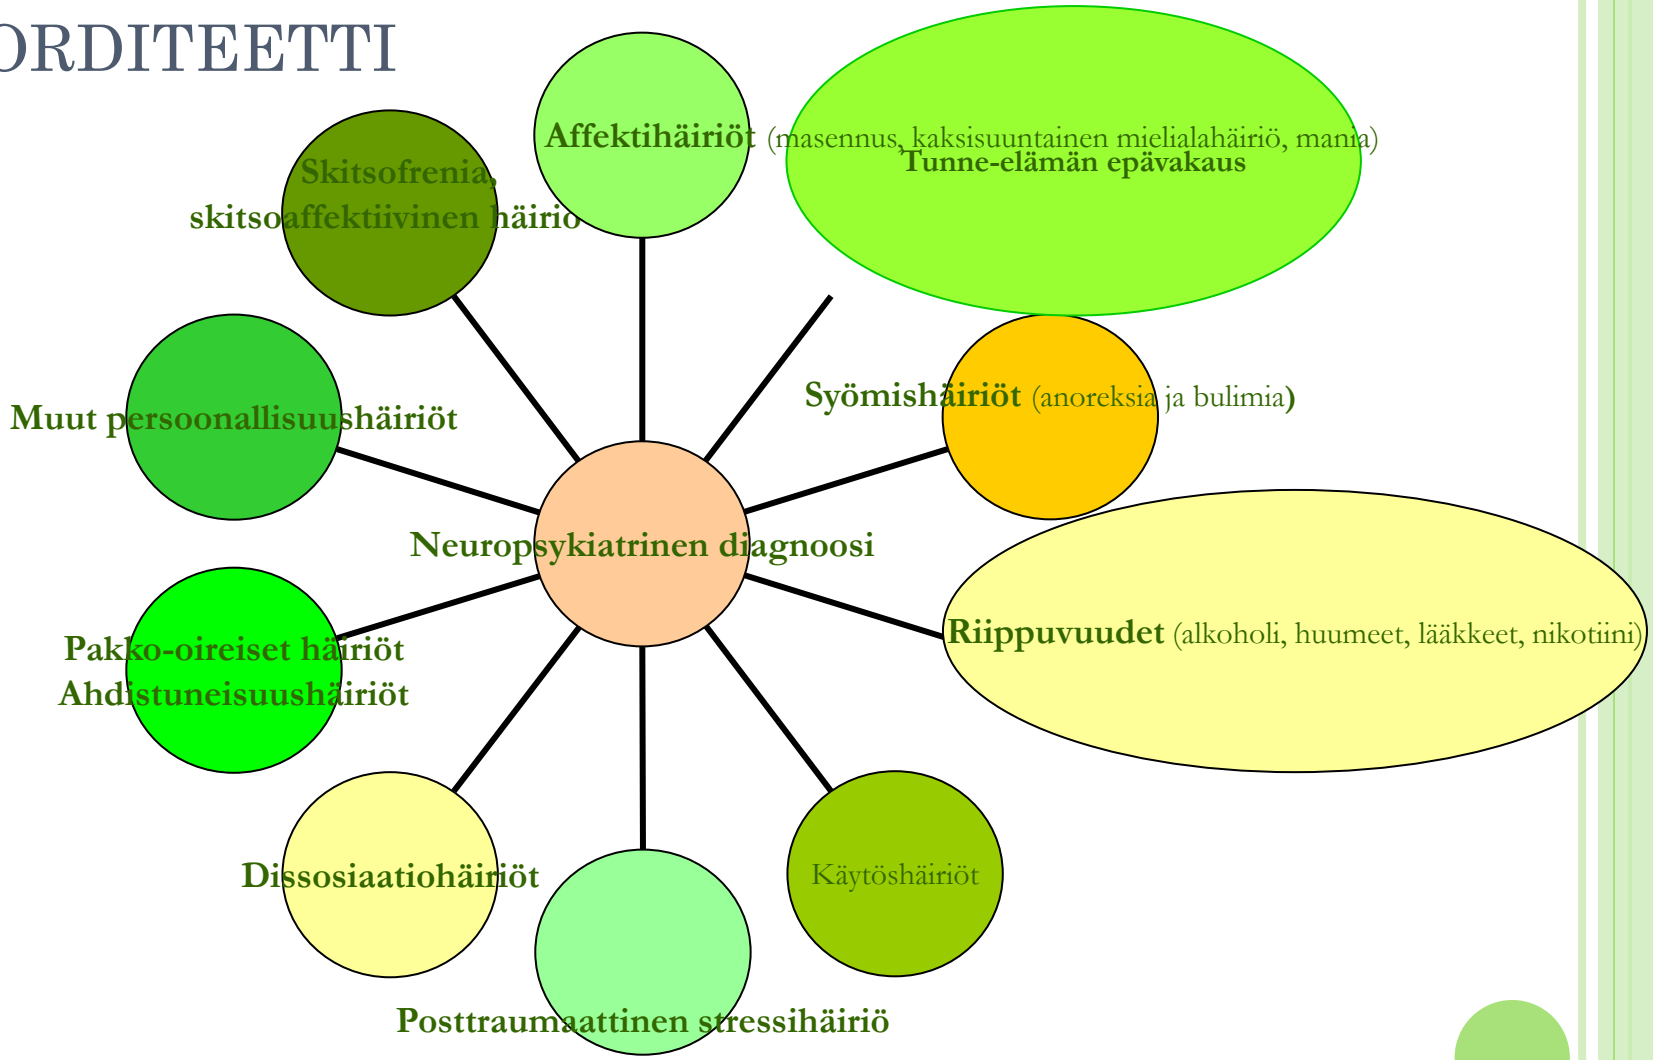 ORDITEETTI
Affektihäiriöt (masennus, kaksisuuntainen mielialahäiriö, mania)
Tunne-elämän epävakaus
Skitsofrenia,
skitsoaffektiivinen häiriö
Syömishäiriöt (anoreksia ja bulimia)
Muut persoonallisuushäiriöt
Neuropsykiatrinen diagnoosi
Riippuvuudet (alkoholi, huumeet, lääkkeet, nikotiini)
Pakko-oireiset häiriöt
Ahdistuneisuushäiriöt
Dissosiaatiohäiriöt
Käytöshäiriöt
Posttraumaattinen stressihäiriö